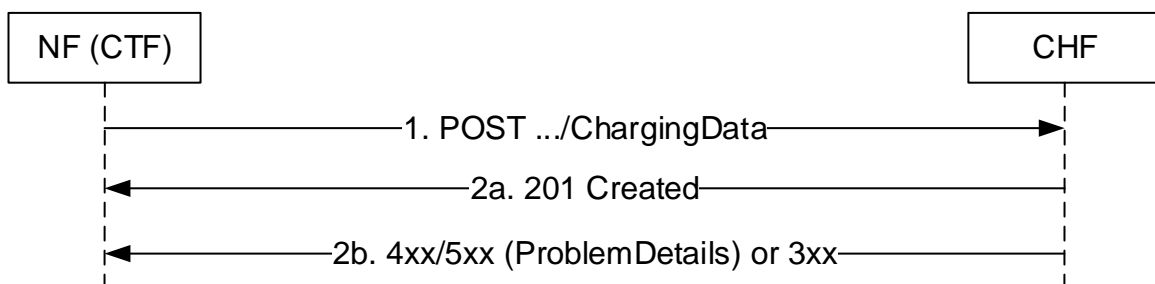 NF (CTF)
CHF
1. POST .../ChargingData
2a. 201 Created
2b. 4xx/5xx (ProblemDetails) or 3xx